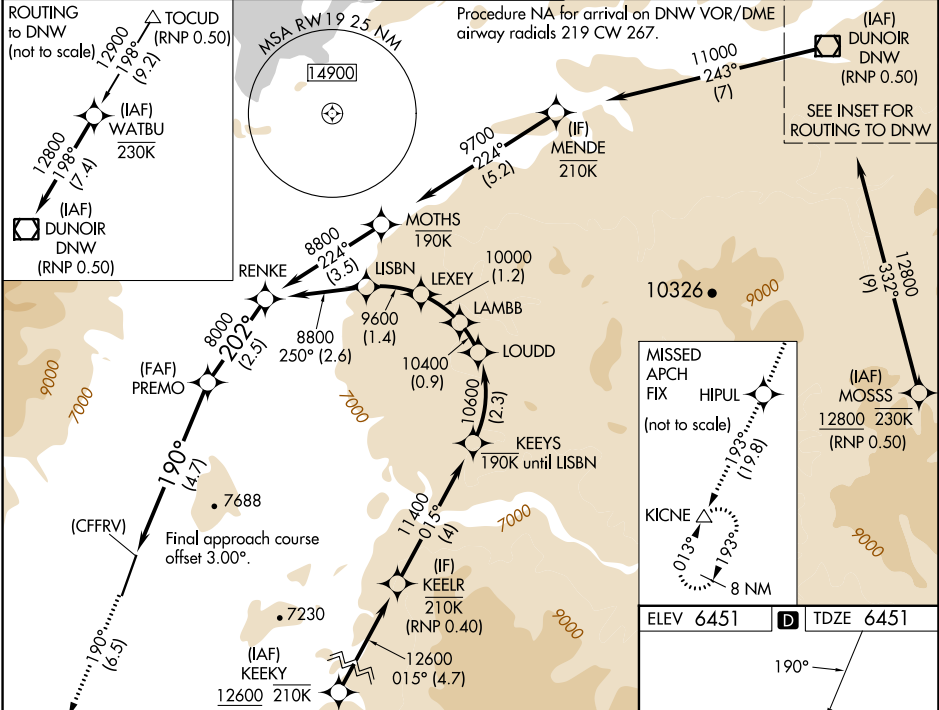 ROUTING
to DNW
(not to scale)
TOCUD
(RNP 0.50)
12900
198°
(9.2)
(IAF)
WATBU
230K
12800
198°
(7.4)
(IAF)
DUNOIR
DNW
(RNP 0.50)
MSA RW19 25 NM
14900
Procedure NA for arrival on DNW VOR/DME
airway radials 219 CW 267.
(IAF)
DUNOIR
DNW
(RNP 0.50)
SEE INSET FOR
ROUTING TO DNW
11000
243°
(7)
(IF)
MENDE
210K
9700
224°
(5.2)
MOTHS
190K
8800
224°
(3.5)
RENKE
LISBN
LEXEY
10000
(1.2)
LAMBB
LOUDD
9600
(1.4)
8800
250° (2.6)
10400
(0.9)
8000
202°
(2.5)
(FAF)
PREMO
10600
(2.3)
KEEYS
190K until LISBN
10326
9000
12800
332°
(9)
(IAF)
MOSSS
12800 230K
(RNP 0.50)
9000
7000
7000
190°
(4.7)
7688
(CFFRV)
Final approach course
offset 3.00°.
11400
015°
(4)
7000
(IF)
KEELR
210K
(RNP 0.40)
7230
9000
12600
015° (4.7)
(IAF)
KEEKY
12600 210K
190°
(6.5)
MISSED
APCH
FIX
HIPUL
(not to scale)
193°
(19.8)
KICNE
013°
193°
8 NM
9000
ELEV 6451
D
TDZE 6451
190°